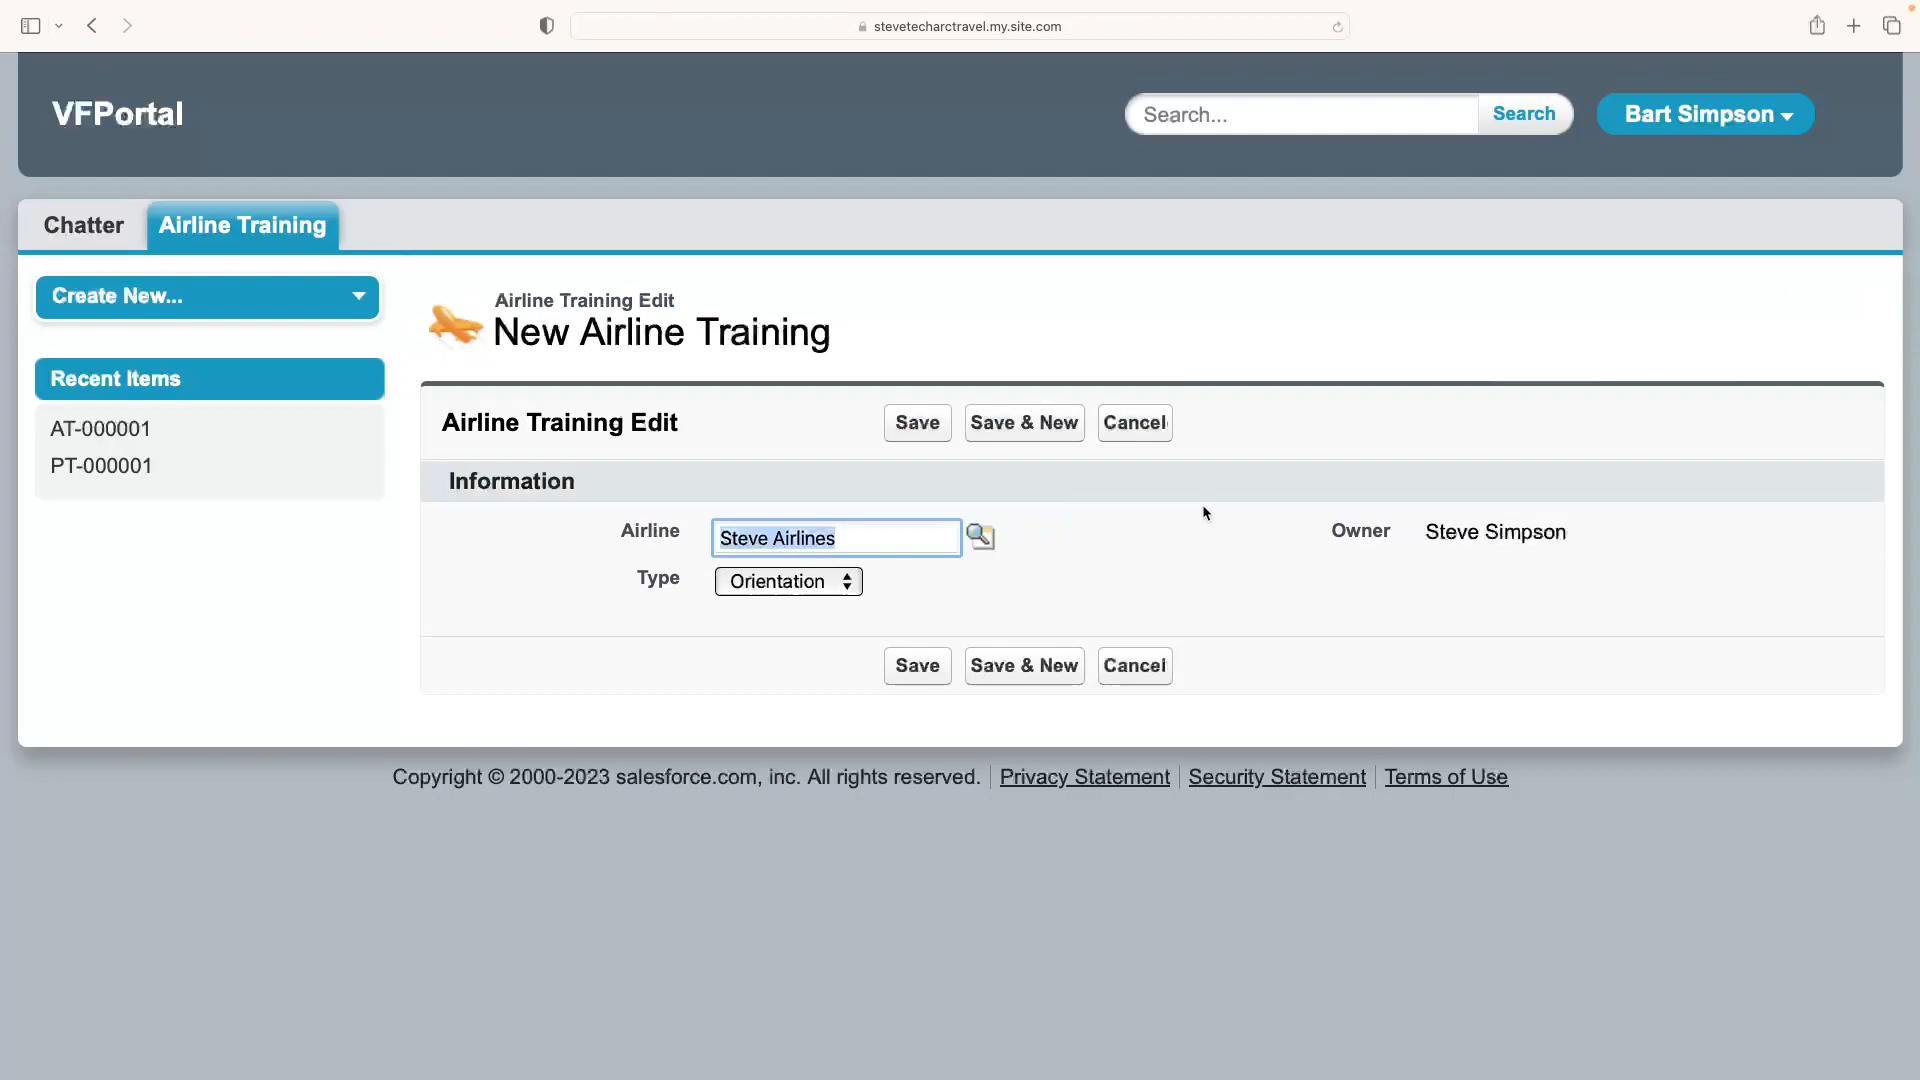 stevetecharctravel.my.site.com
VFPortal
Search...
Search
Bart Simpson
Chatter
Airline Training
Create New...
Recent Items
AT-000001
PT-000001
Airline Training Edit
New Airline Training
Airline Training Edit
Save
Save & New
Cancel
Information
Airline
Steve Airlines
Owner
Steve Simpson
Type
Orientation
Save
Save & New
Cancel
Copyright © 2000-2023 salesforce.com, inc. All rights reserved. | Privacy Statement | Security Statement | Terms of Use